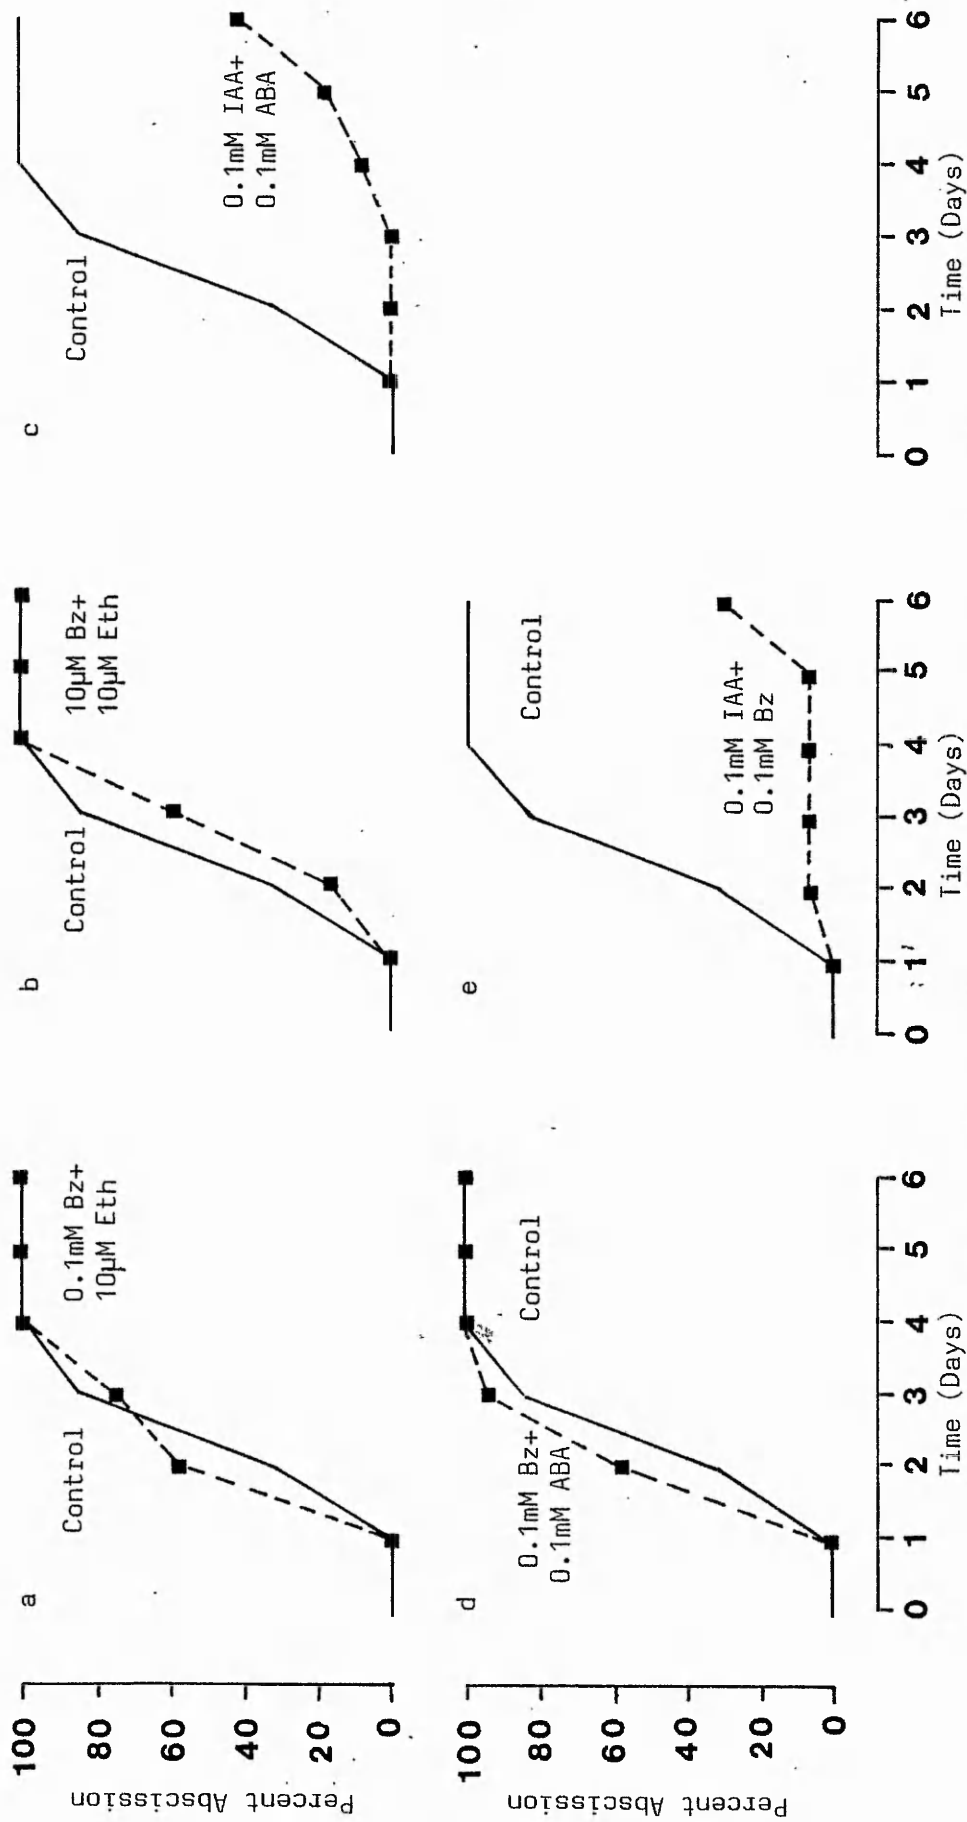 a
Control
0.1mM Bz+
10µM Eth
b
Control
10µM Bz+
10µM Eth
c
Control
0.1mM IAA+
0.1mM ABA
Percent Abscission
100
80
60
40
20
0
d
0.1mM Bz+
0.1mM ABA
Control
e
Control
0.1mM IAA+
0.1mM Bz
Percent Abscission
100
80
60
40
20
0
0 1 2 3 4 5 6
Time (Days)
0 1 2 3 4 5 6
Time (Days)
0 1 2 3 4 5 6
Time (Days)